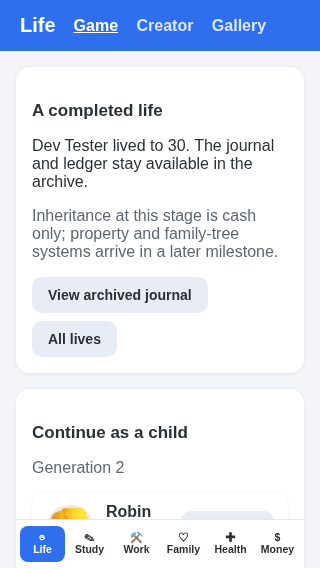 Life Game Creator Gallery
A completed life
Dev Tester lived to 30. The journal
and ledger stay available in the
archive.
Inheritance at this stage is cash
only; property and family-tree
systems arrive in a later milestone.
View archived journal
All lives
Continue as a child
Generation 2
Robin
Life Study Work Family Health $ Money